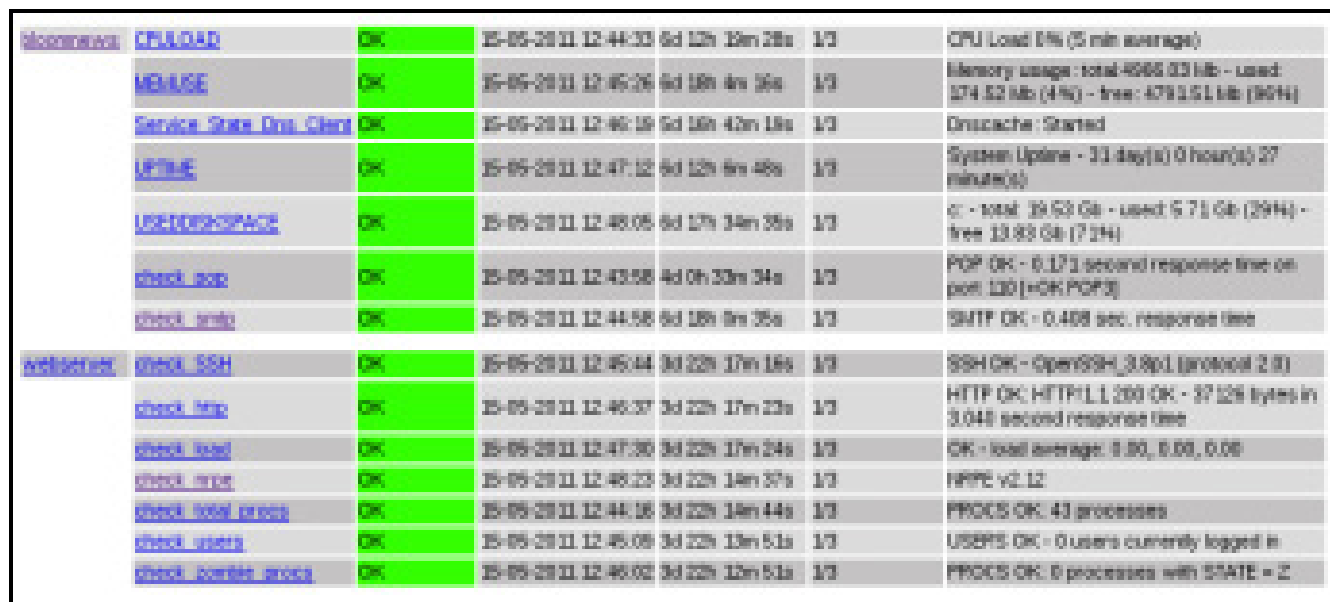 CPULOAD OK 15-05-2011 12:44:33 6d 12h 19m 28s 1/3 CPU Load 0% (5 min average)
MEMUSE OK 15-05-2011 12:45:26 6d 18h 4m 16s 1/3 Memory usage: total:4966.03 Mb - used:
174.52 Mb (4%) - free: 4791.51 Mb (96%)
Service_State_Dns_Client OK 15-05-2011 12:46:19 5d 16h 42m 19s 1/3 Dnscache: Started
UPTIME OK 15-05-2011 12:47:12 6d 12h 6m 48s 1/3 System Uptime - 31 day(s) 0 hour(s) 27
minute(s)
USEDDISKSPACE OK 15-05-2011 12:48:05 6d 17h 34m 35s 1/3 c: - total: 19.53 Gb - used: 5.71 Gb (29%) -
free 13.83 Gb (71%)
check_pop OK 15-05-2011 12:43:58 4d 0h 33m 34s 1/3 POP OK - 0.171 second response time on
port 110 [+OK POP3]
check_smtp OK 15-05-2011 12:44:58 6d 18h 0m 35s 1/3 SMTP OK - 0.408 sec. response time
webserver check_SSH OK 15-05-2011 12:45:44 3d 22h 17m 16s 1/3 SSH OK - OpenSSH_3.9p1 (protocol 2.0)
check_http OK 15-05-2011 12:46:37 3d 22h 17m 23s 1/3 HTTP OK: HTTP/1.1 200 OK - 37126 bytes in
3.040 second response time
check_load OK 15-05-2011 12:47:30 3d 22h 17m 24s 1/3 OK - load average: 0.00, 0.00, 0.00
check_nrpe OK 15-05-2011 12:48:23 3d 22h 14m 37s 1/3 NRPE v2.12
check_total_procs OK 15-05-2011 12:44:16 3d 22h 14m 44s 1/3 PROCS OK: 43 processes
check_users OK 15-05-2011 12:45:09 3d 22h 13m 51s 1/3 USERS OK - 0 users currently logged in
check_zombie_procs OK 15-05-2011 12:46:02 3d 22h 12m 51s 1/3 PROCS OK: 0 processes with STATE = Z